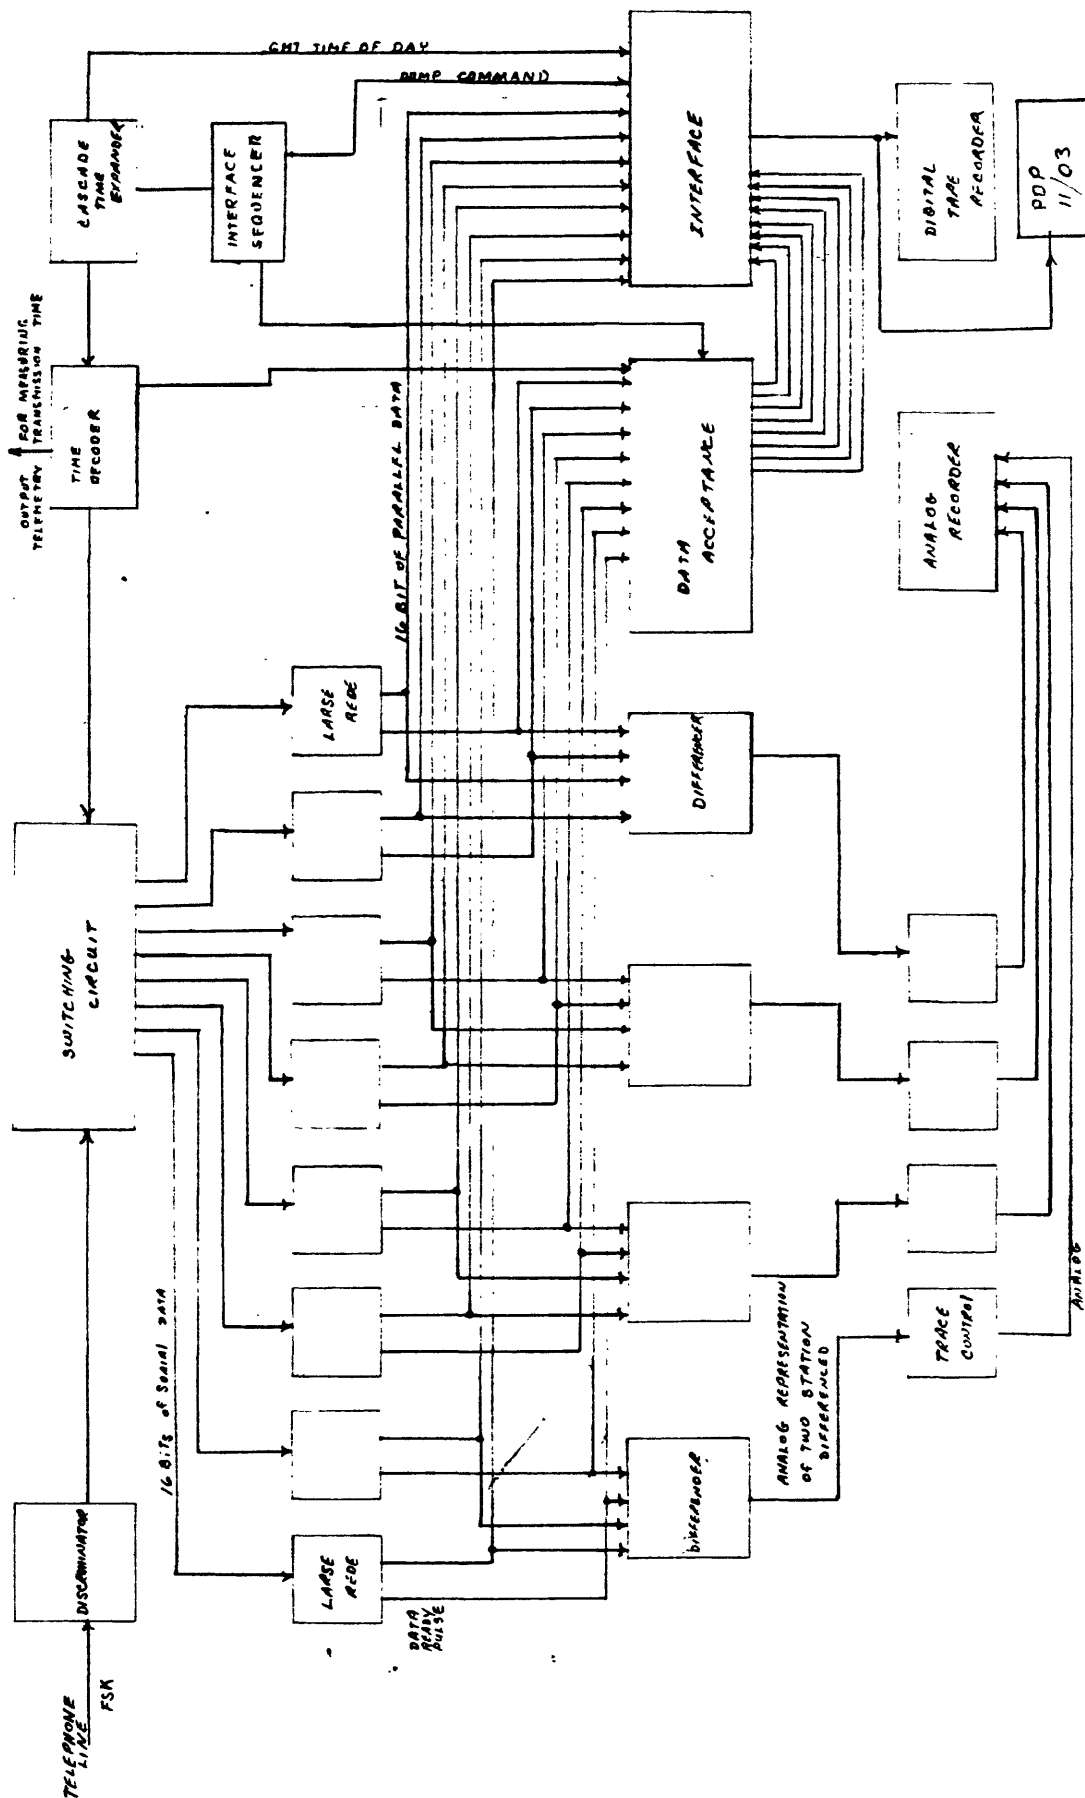 TELEPHONE
LINE
FSK
DISCRIMINATOR
SWITCHING
CIRCUIT
OUTPUT FOR MEASURING
TELEMETRY TRANSMISSION TIME
TIME
DECODER
CASCADE
TIME
EXPANDER
INTERFACE
SEQUENCER
GMT TIME OF DAY
DUMP COMMAND
16 BITS of SERIAL DATA
LARSE
REDE
LARSE
REDE
DATA
READY
PULSE
16 BIT OF PARALLEL DATA
DIFFERENCER
DIFFERENCER
DATA
ACCEPTANCE
INTERFACE
ANALOG REPRESENTATION
OF TWO STATION
DIFFERENCED
TRACE
CONTROL
ANALOG
ANALOG
RECORDER
DIGITAL
TAPE
RECORDER
PDP
11/03